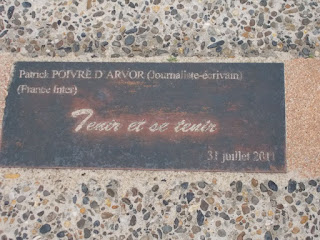 Patrick POIVRE D'ARVOR (Journaliste-écrivain)
(France Inter)
Tenir et se tenir
31 juillet 2011